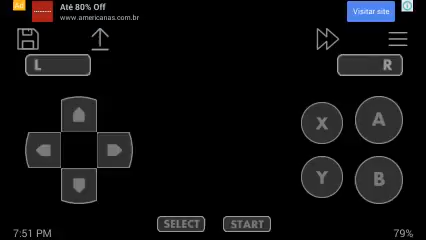 Ad
Até 80% Off
www.americanas.com.br
Visitar site
L
R
X
A
Y
B
SELECT
START
7:51 PM
79%